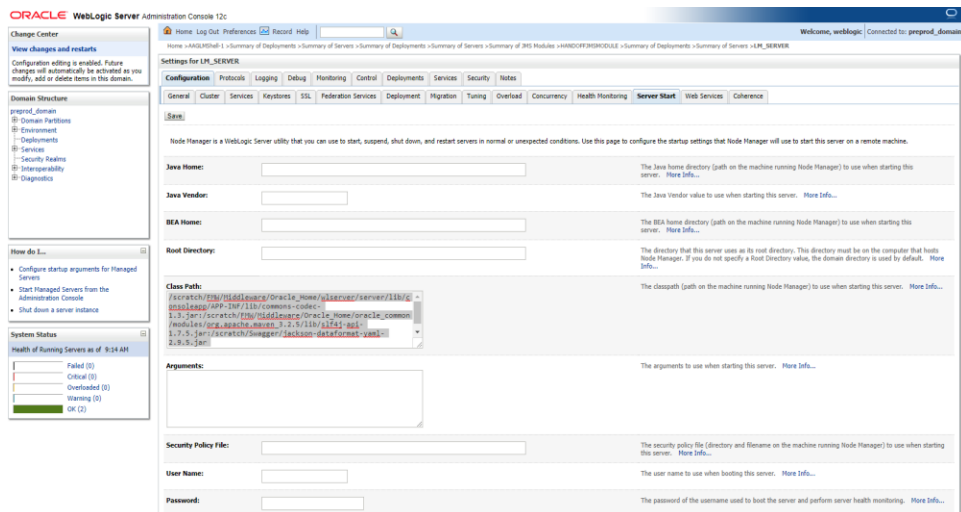 ORACLE WebLogic Server Administration Console 12c
Change Center
View changes and restarts
Configuration editing is enabled. Future
changes will automatically be activated as you
modify, add or delete items in this domain.
Domain Structure
preprod_domain
Domain Partitions
Environment
Deployments
Services
Security Realms
Interoperability
Diagnostics
How do I...
Configure startup arguments for Managed
Servers
Start Managed Servers from the
Administration Console
Shut down a server instance
System Status
Health of Running Servers as of 9:14 AM
Failed (0)
Critical (0)
Overloaded (0)
Warning (0)
OK (2)
Home Log Out Preferences Record Help
Welcome, weblogic Connected to: preprod_domain
Home >AAGLMShell-1 >Summary of Deployments >Summary of Servers >Summary of Deployments >Summary of Servers >Summary of JMS Modules >HANDOFFJMSMODULE >Summary of Deployments >Summary of Servers >LM_SERVER
Settings for LM_SERVER
Configuration Protocols Logging Debug Monitoring Control Deployments Services Security Notes
General Cluster Services Keystores SSL Federation Services Deployment Migration Tuning Overload Concurrency Health Monitoring Server Start Web Services Coherence
Save
Node Manager is a WebLogic Server utility that you can use to start, suspend, shut down, and restart servers in normal or unexpected conditions. Use this page to configure the startup settings that Node Manager will use to start this server on a remote machine.
Java Home:
The Java home directory (path on the machine running Node Manager) to use when starting this
server. More Info...
Java Vendor:
The Java Vendor value to use when starting this server. More Info...
BEA Home:
The BEA home directory (path on the machine running Node Manager) to use when starting this
server. More Info...
Root Directory:
The directory that this server uses as its root directory. This directory must be on the computer that hosts
Node Manager. If you do not specify a Root Directory value, the domain directory is used by default. More
Info...
Class Path:
/scratch/FMW/Middleware/Oracle_Home/wlserver/server/lib/c
onsoleapp/APP-INF/lib/commons-codec-
1.3.jar:/scratch/FMW/Middleware/Oracle_Home/oracle_common
/modules/org.apache.maven_3.2.5/lib/slf4j-api-
1.7.5.jar:/scratch/Swagger/jackson-dataformat-yaml-
2.9.5.jar
The classpath (path on the machine running Node Manager) to use when starting this server. More Info...
Arguments:
The arguments to use when starting this server. More Info...
Security Policy File:
The security policy file (directory and filename on the machine running Node Manager) to use when starting
this server. More Info...
User Name:
The user name to use when booting this server. More Info...
Password:
The password of the username used to boot the server and perform server health monitoring. More Info...